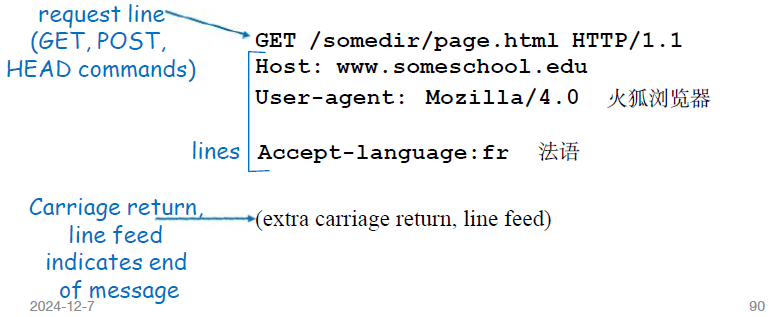 request line
(GET, POST,
HEAD commands)
GET /somedir/page.html HTTP/1.1
Host: www.someschool.edu
User-agent: Mozilla/4.0 火狐浏览器
lines
Accept-language:fr 法语
Carriage return,
line feed
indicates end
of message
(extra carriage return, line feed)
2024-12-7
90